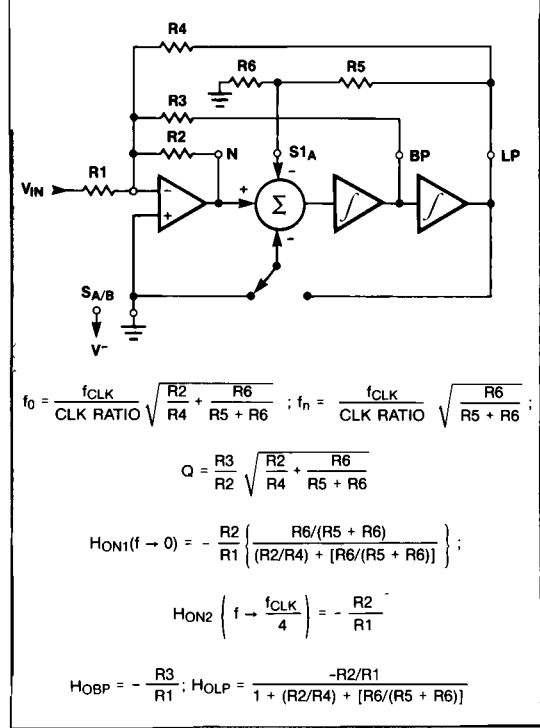 R4
R6
R5
R3
R2
N
S1A
BP
LP
VIN
R1
−
+
+
−
Σ
−
∫
∫
SA/B
V−
f0 = fCLK / CLK RATIO √(R2/R4 + R6/(R5 + R6)) ; fn = fCLK / CLK RATIO √(R6/(R5 + R6)) ;
Q = R3/R2 √(R2/R4 + R6/(R5 + R6))
HON1(f → 0) = − R2/R1 { R6/(R5 + R6) / (R2/R4) + [R6/(R5 + R6)] } ;
HON2 ( f → fCLK/4 ) = − R2/R1
HOBP = − R3/R1 ; HOLP = −R2/R1 / 1 + (R2/R4) + [R6/(R5 + R6)]